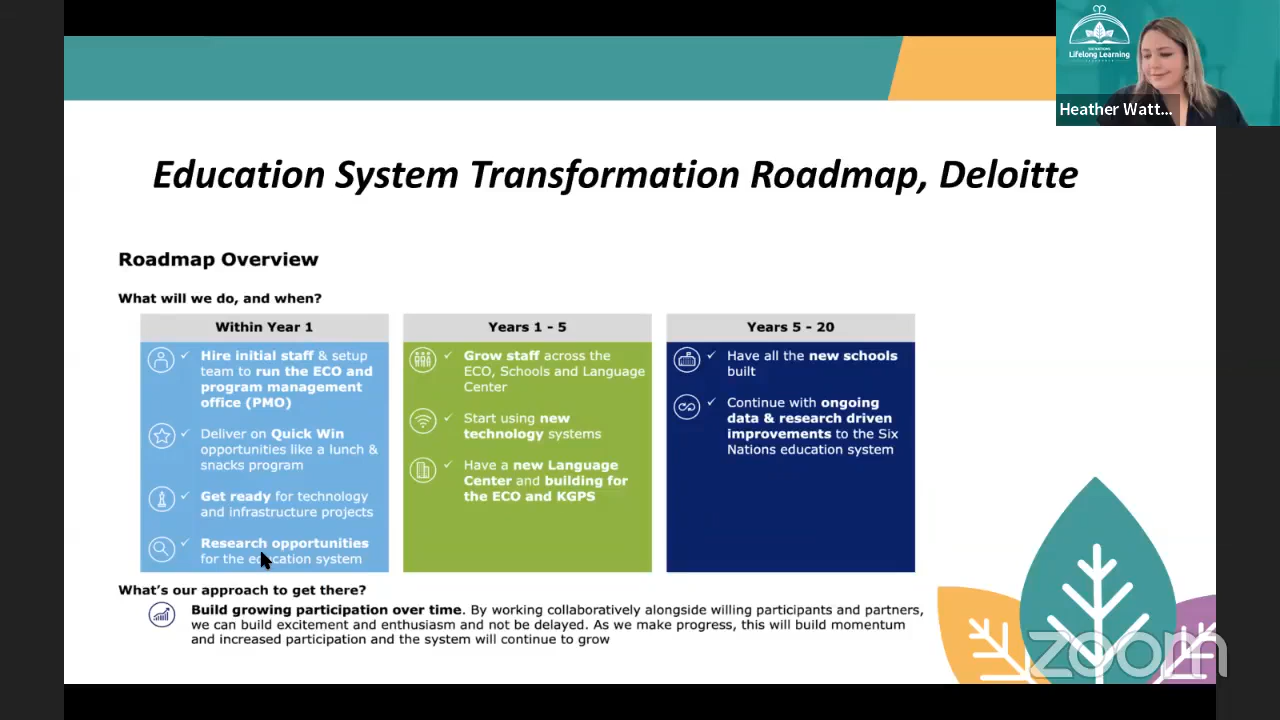 SIX NATIONS
Lifelong Learning
Heather Watt...
Education System Transformation Roadmap, Deloitte
Roadmap Overview
What will we do, and when?
Within Year 1
Hire initial staff & setup
team to run the ECO and
program management
office (PMO)
Deliver on Quick Win
opportunities like a lunch &
snacks program
Get ready for technology
and infrastructure projects
Research opportunities
for the education system
Years 1 - 5
Grow staff across the
ECO, Schools and Language
Center
Start using new
technology systems
Have a new Language
Center and building for
the ECO and KGPS
Years 5 - 20
Have all the new schools
built
Continue with ongoing
data & research driven
improvements to the Six
Nations education system
What's our approach to get there?
Build growing participation over time. By working collaboratively alongside willing participants and partners,
we can build excitement and enthusiasm and not be delayed. As we make progress, this will build momentum
and increased participation and the system will continue to grow
zoom